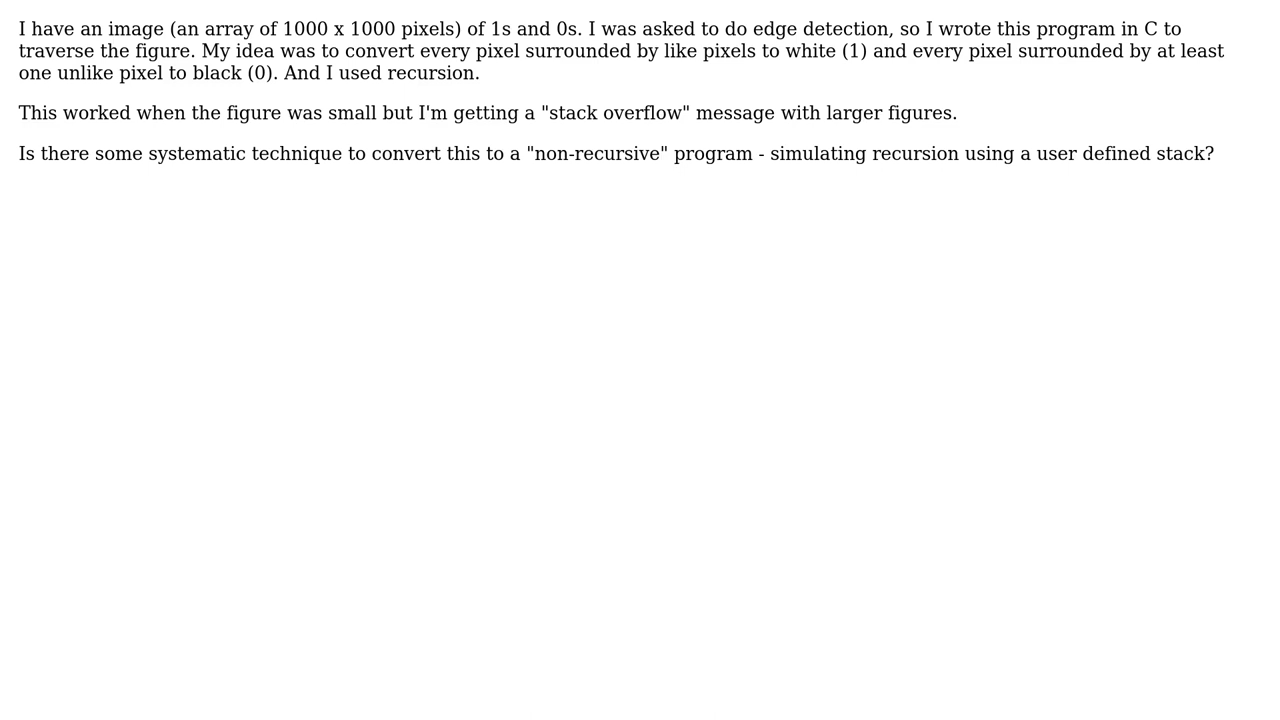 I have an image (an array of 1000 x 1000 pixels) of 1s and 0s. I was asked to do edge detection, so I wrote this program in C to
traverse the figure. My idea was to convert every pixel surrounded by like pixels to white (1) and every pixel surrounded by at least
one unlike pixel to black (0). And I used recursion.
This worked when the figure was small but I'm getting a "stack overflow" message with larger figures.
Is there some systematic technique to convert this to a "non-recursive" program - simulating recursion using a user defined stack?